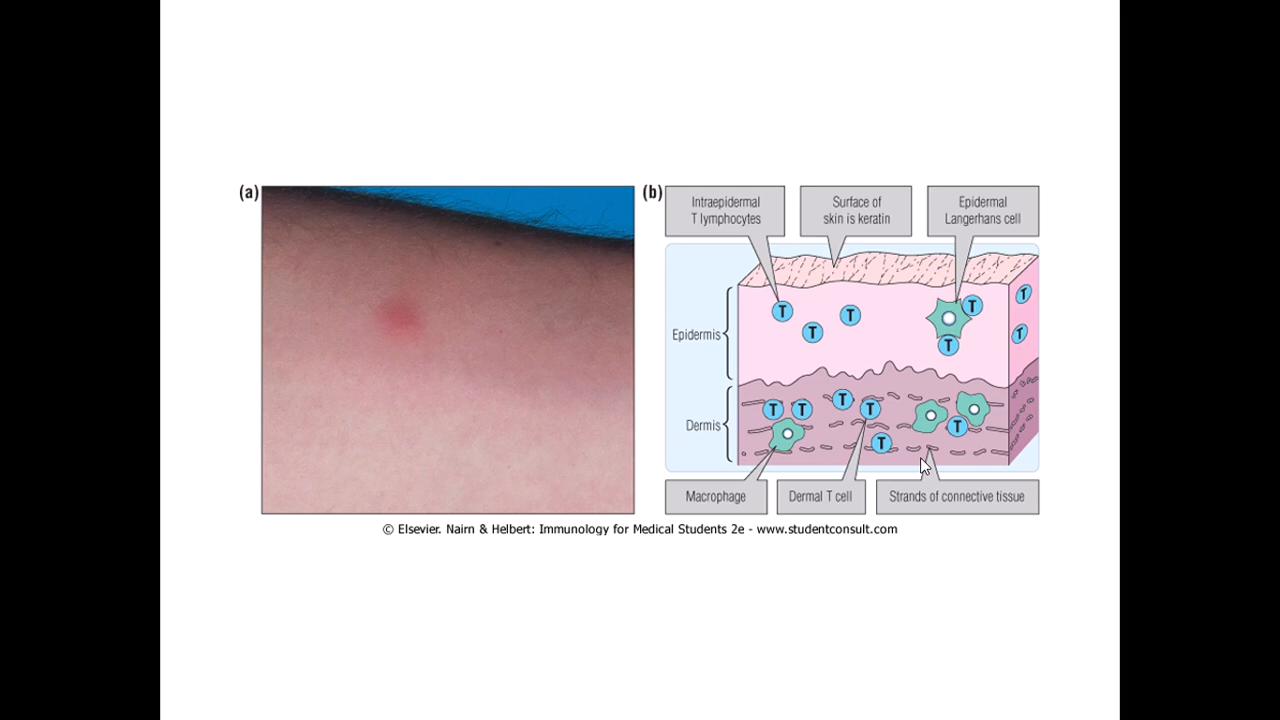 (a)
(b)
Intraepidermal
T lymphocytes
Surface of
skin is keratin
Epidermal
Langerhans cell
T
T
T
T
T
T
T
Epidermis
Dermis
T
T
T
T
T
T
Macrophage
Dermal T cell
Strands of connective tissue
© Elsevier. Nairn & Helbert: Immunology for Medical Students 2e - www.studentconsult.com